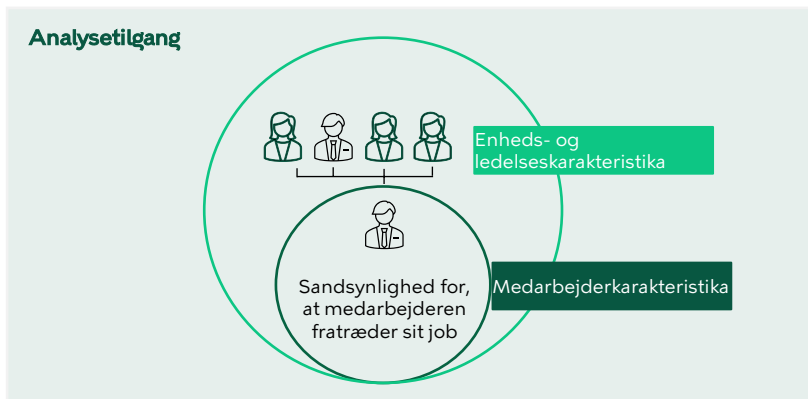 Analysetilgang
Enheds- og
ledelseskarakteristika
Sandsynlighed for,
at medarbejderen
fratræder sit job
Medarbejderkarakteristika